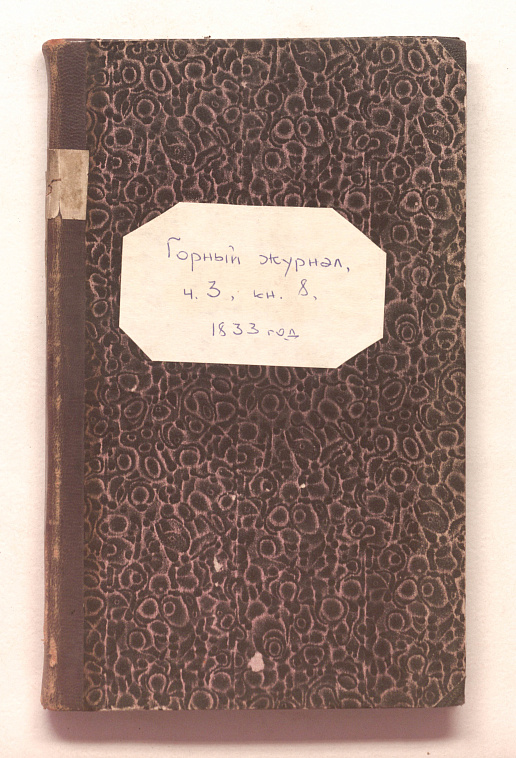 Горный журнал,
ч. 3, кн. 8,
1833 год